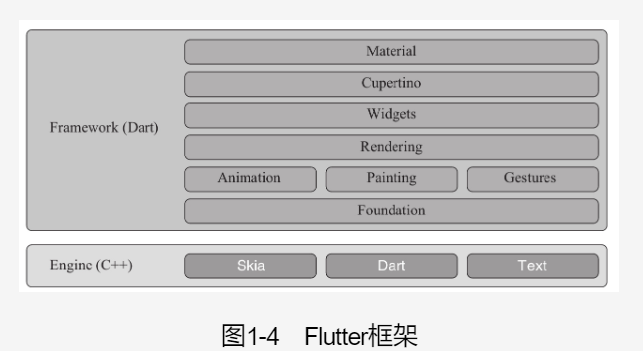 Material
Cupertino
Widgets
Framework (Dart)
Rendering
Animation Painting Gestures
Foundation
Engine (C++) Skia Dart Text
图1-4 Flutter框架